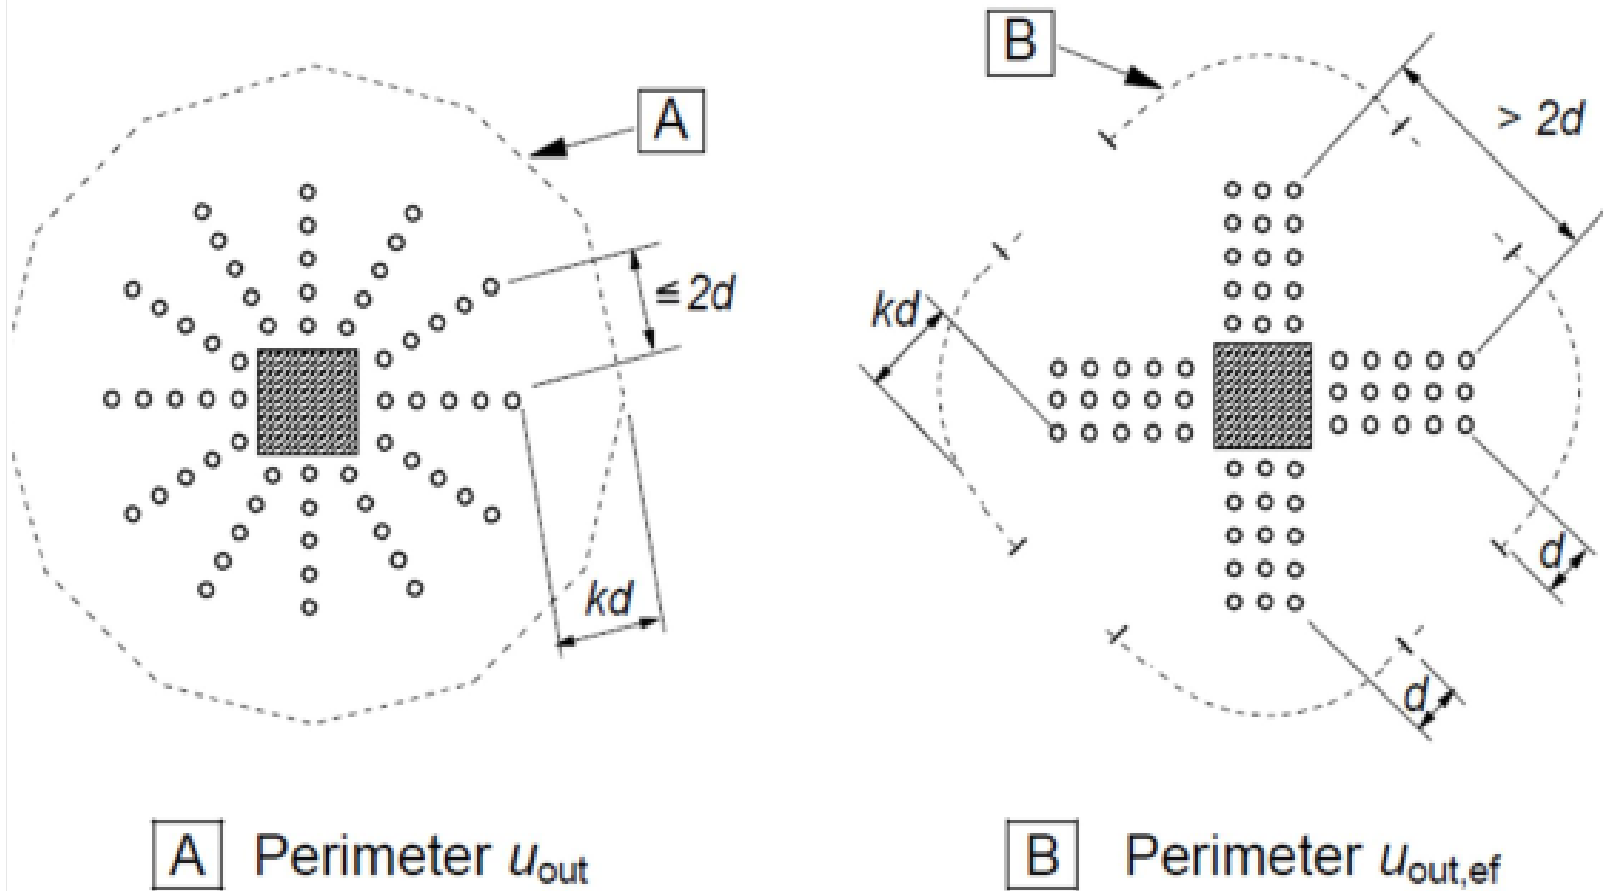 A
≦ 2d
kd
A Perimeter uout
B
> 2d
kd
d
d
B Perimeter uout,ef